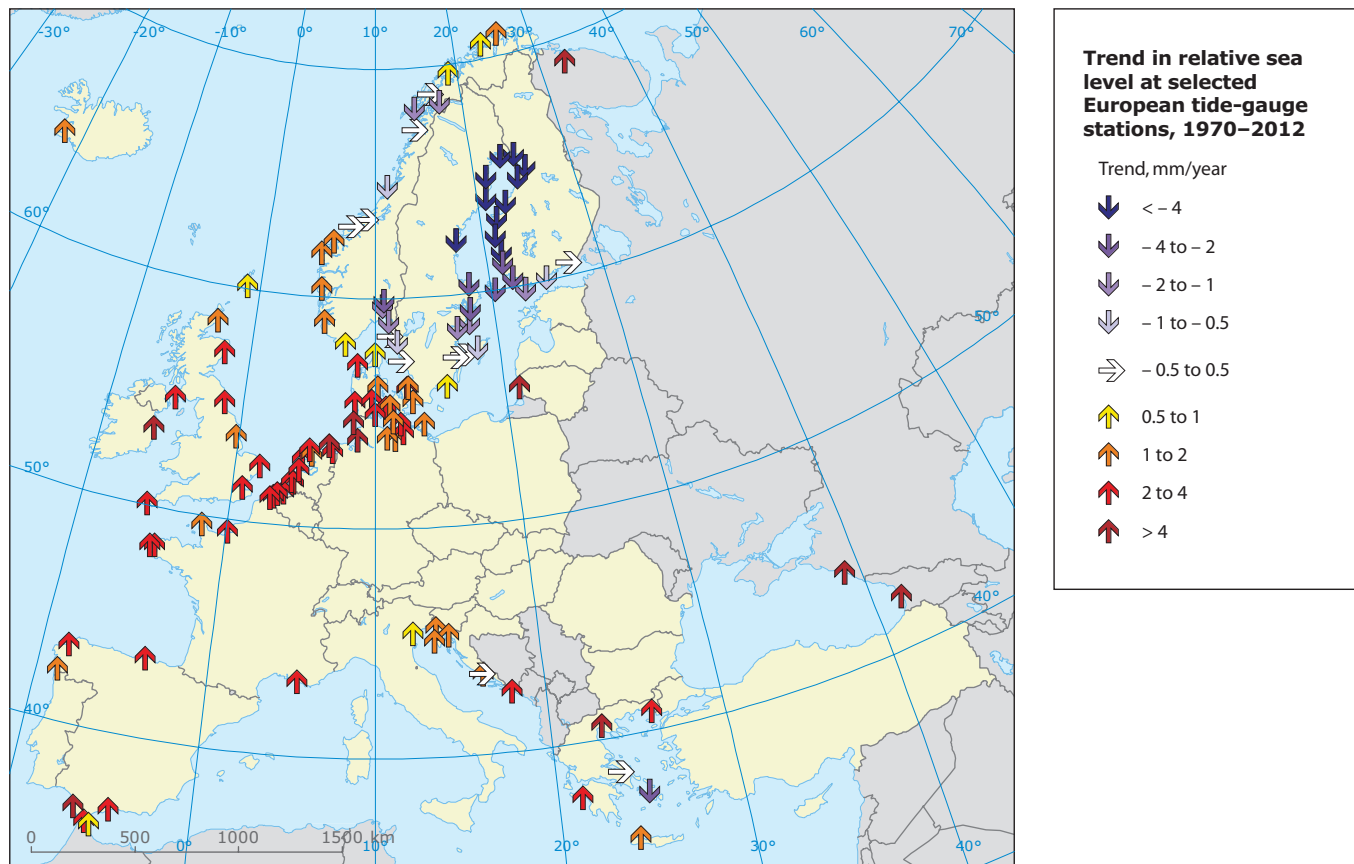 -30°
-20°
-10°
0°
10°
20°
30°
40°
50°
60°
70°
60°
50°
50°
40°
40°
0
500
1000
1500 km
0°
10°
20°
30°
40°
Trend in relative sea
level at selected
European tide-gauge
stations, 1970–2012
Trend, mm/year
< – 4
– 4 to – 2
– 2 to – 1
– 1 to – 0.5
– 0.5 to 0.5
0.5 to 1
1 to 2
2 to 4
> 4